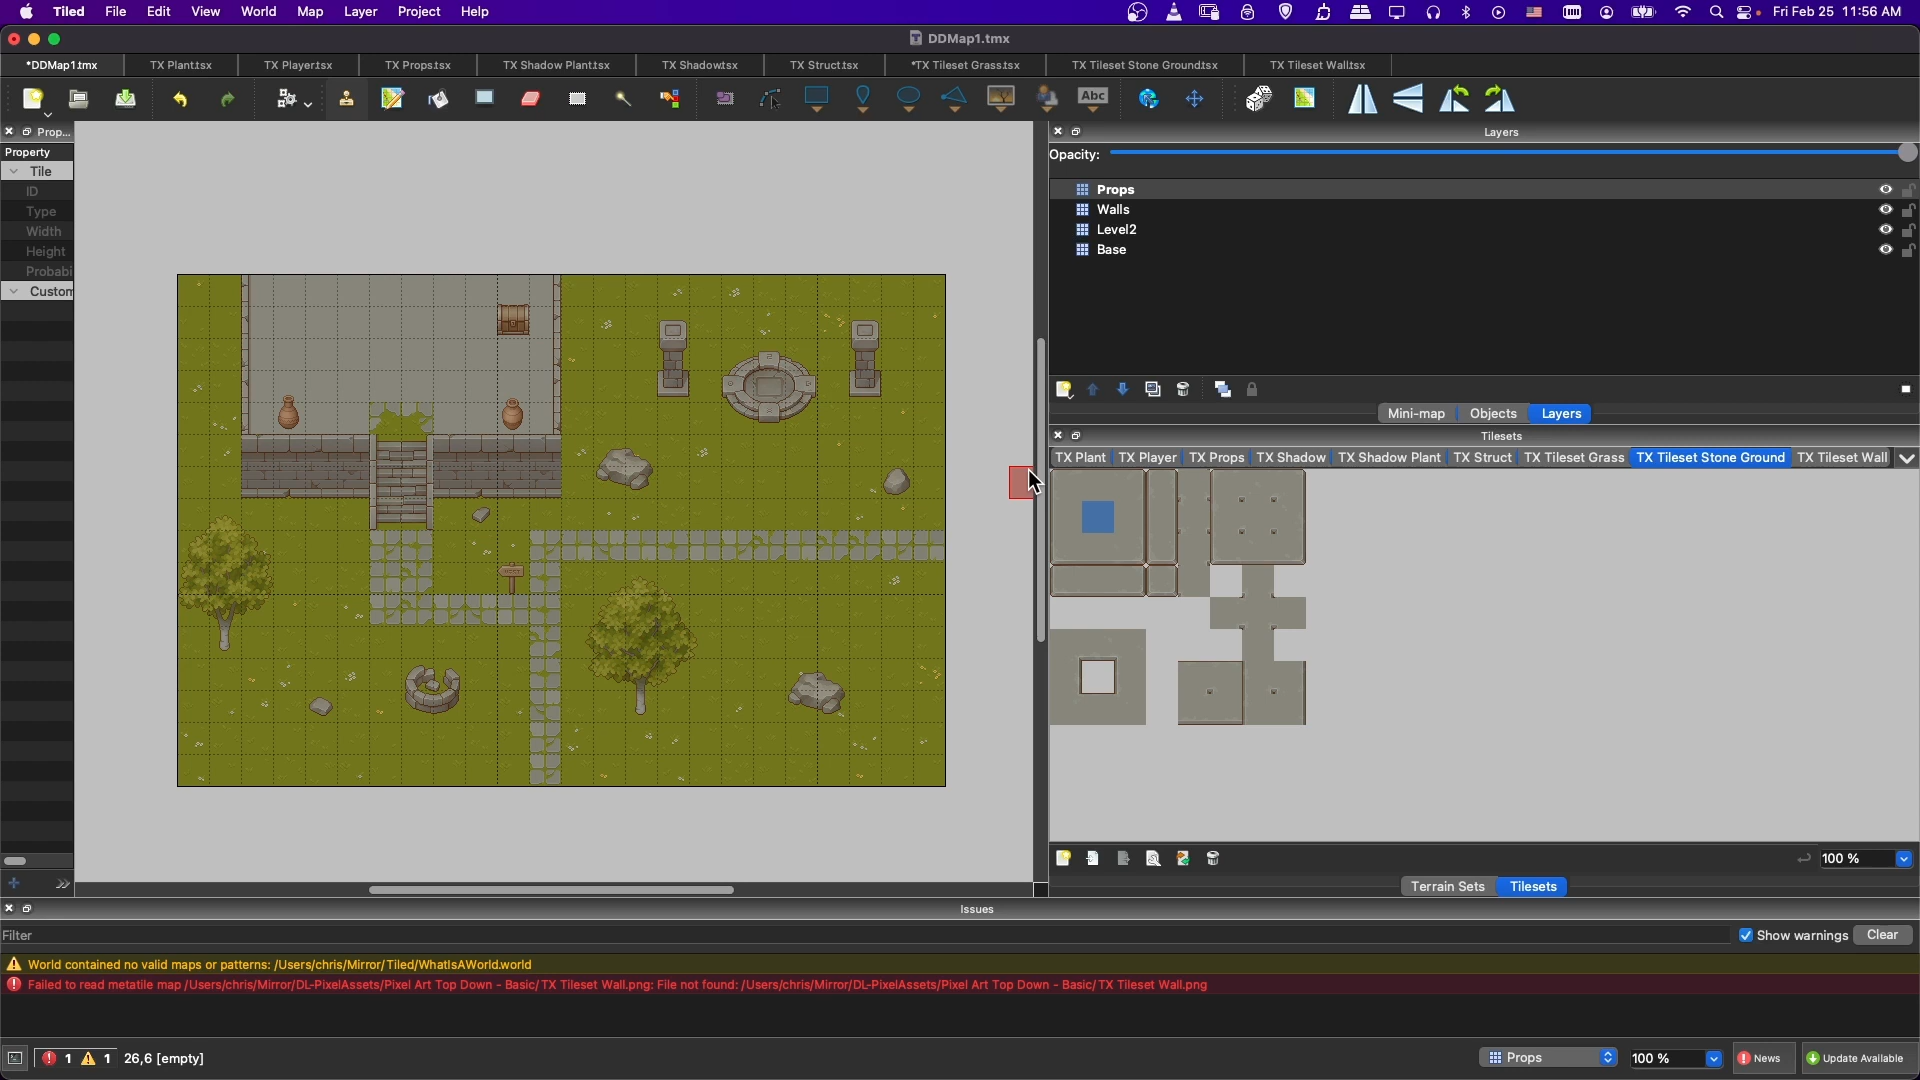 Tiled File Edit View World Map Layer Project Help Fri Feb 25 11:56 AM
DDMap1.tmx
*DDMap1.tmx TX Plant.tsx TX Player.tsx TX Props.tsx TX Shadow Plant.tsx TX Shadow.tsx TX Struct.tsx *TX Tileset Grass.tsx TX Tileset Stone Ground.tsx TX Tileset Wall.tsx
Abc
Prop...
Property
Tile
ID
Type
Width
Height
Probabi
Custom
Layers
Opacity:
Props
Walls
Level2
Base
Mini-map Objects Layers
Tilesets
TX Plant TX Player TX Props TX Shadow TX Shadow Plant TX Struct TX Tileset Grass TX Tileset Stone Ground TX Tileset Wall
100 %
Terrain Sets Tilesets
Issues
Filter
Show warnings Clear
World contained no valid maps or patterns: /Users/chris/Mirror/Tiled/WhatIsAWorld.world
Failed to read metatile map /Users/chris/Mirror/DL-PixelAssets/Pixel Art Top Down - Basic/TX Tileset Wall.png: File not found: /Users/chris/Mirror/DL-PixelAssets/Pixel Art Top Down - Basic/TX Tileset Wall.png
1 1 26,6 [empty] Props 100 % News Update Available